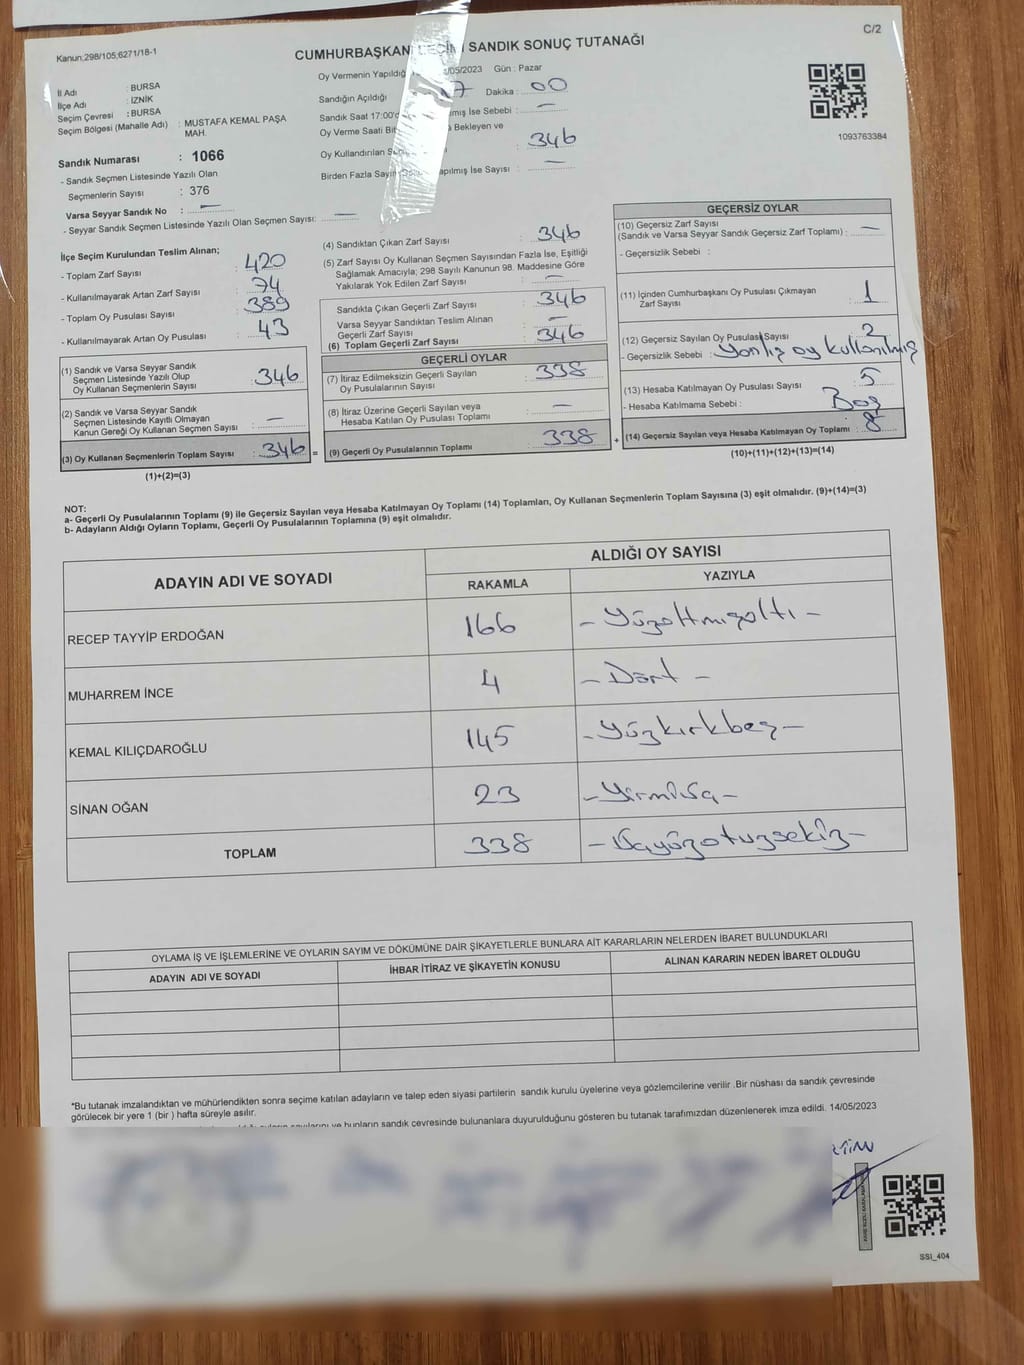 Kanun;298/105;6271/18-1
C/2
CUMHURBAŞKANI SEÇİMİ SANDIK SONUÇ TUTANAĞI
Oy Vermenin Yapıldığı /05/2023 Gün : Pazar
İl Adı : BURSA
İlçe Adı : İZNİK
Seçim Çevresi : BURSA
Seçim Bölgesi (Mahalle Adı) : MUSTAFA KEMAL PAŞA MAH.
Sandığın Açıldığı 17 Dakika : 00
Sandık Saat 17:00'd mış İse Sebebi : —
Oy Verme Saati Bit Bekleyen ve
Oy Kullandırılan 346
Birden Fazla Sayım apılmış İse Sayısı : —
1093763384
Sandık Numarası : 1066
- Sandık Seçmen Listesinde Yazılı Olan
Seçmenlerin Sayısı : 376
Varsa Seyyar Sandık No : —
- Seyyar Sandık Seçmen Listesinde Yazılı Olan Seçmen Sayısı: —
İlçe Seçim Kurulundan Teslim Alınan;
- Toplam Zarf Sayısı : 420
- Kullanılmayarak Artan Zarf Sayısı : 74
- Toplam Oy Pusulası Sayısı : 389
- Kullanılmayarak Artan Oy Pusulası : 43
(1) Sandık ve Varsa Seyyar Sandık
Seçmen Listesinde Yazılı Olup
Oy Kullanan Seçmenlerin Sayısı : 346
(2) Sandık ve Varsa Seyyar Sandık
Seçmen Listesinde Kayıtlı Olmayan
Kanun Gereği Oy Kullanan Seçmen Sayısı : —
(3) Oy Kullanan Seçmenlerin Toplam Sayısı : 346 =
(1)+(2)=(3)
(4) Sandıktan Çıkan Zarf Sayısı : 346
(5) Zarf Sayısı Oy Kullanan Seçmen Sayısından Fazla İse, Eşitliği
Sağlamak Amacıyla; 298 Sayılı Kanunun 98. Maddesine Göre
Yakılarak Yok Edilen Zarf Sayısı : —
Sandıkta Çıkan Geçerli Zarf Sayısı : 346
Varsa Seyyar Sandıktan Teslim Alınan
Geçerli Zarf Sayısı : —
(6) Toplam Geçerli Zarf Sayısı : 346
GEÇERLİ OYLAR
(7) İtiraz Edilmeksizin Geçerli Sayılan
Oy Pusulalarının Sayısı : 338
(8) İtiraz Üzerine Geçerli Sayılan veya
Hesaba Katılan Oy Pusulası Toplamı : —
(9) Geçerli Oy Pusulalarının Toplamı : 338 +
GEÇERSİZ OYLAR
(10) Geçersiz Zarf Sayısı
(Sandık ve Varsa Seyyar Sandık Geçersiz Zarf Toplamı) : —
- Geçersizlik Sebebi :
(11) İçinden Cumhurbaşkanı Oy Pusulası Çıkmayan
Zarf Sayısı : 1
(12) Geçersiz Sayılan Oy Pusulası Sayısı : 2
- Geçersizlik Sebebi : Yanlış oy kullanılmış
(13) Hesaba Katılmayan Oy Pusulası Sayısı : 5
- Hesaba Katılmama Sebebi : Boş
(14) Geçersiz Sayılan veya Hesaba Katılmayan Oy Toplamı : 8
(10)+(11)+(12)+(13)=(14)
NOT:
a- Geçerli Oy Pusulalarının Toplamı (9) ile Geçersiz Sayılan veya Hesaba Katılmayan Oy Toplamı (14) Toplamları, Oy Kullanan Seçmenlerin Toplam Sayısına (3) eşit olmalıdır. (9)+(14)=(3)
b- Adayların Aldığı Oyların Toplamı, Geçerli Oy Pusulalarının Toplamına (9) eşit olmalıdır.
ADAYIN ADI VE SOYADI
ALDIĞI OY SAYISI
RAKAMLA YAZIYLA
RECEP TAYYİP ERDOĞAN 166 - Yüzaltmışaltı -
MUHARREM İNCE 4 - Dört -
KEMAL KILIÇDAROĞLU 145 - Yüzkırkbeş -
SİNAN OĞAN 23 - Yirmiüç -
TOPLAM 338 - Üçyüzotuzsekiz -
OYLAMA İŞ VE İŞLEMLERİNE VE OYLARIN SAYIM VE DÖKÜMÜNE DAİR ŞİKAYETLERLE BUNLARA AİT KARARLARIN NELERDEN İBARET BULUNDUKLARI
ADAYIN ADI VE SOYADI
İHBAR İTİRAZ VE ŞİKAYETİN KONUSU
ALINAN KARARIN NEDEN İBARET OLDUĞU
*Bu tutanak imzalandıktan ve mühürlendikten sonra seçime katılan adayların ve talep eden siyasi partilerin sandık kurulu üyelerine veya gözlemcilerine verilir .Bir nüshası da sandık çevresinde
görülecek bir yere 1 (bir ) hafta süreyle asılır.
ve bunların sandık çevresinde bulunanlara duyurulduğunu gösteren bu tutanak tarafımızdan düzenlenerek imza edildi. 14/05/2023
SSI_404